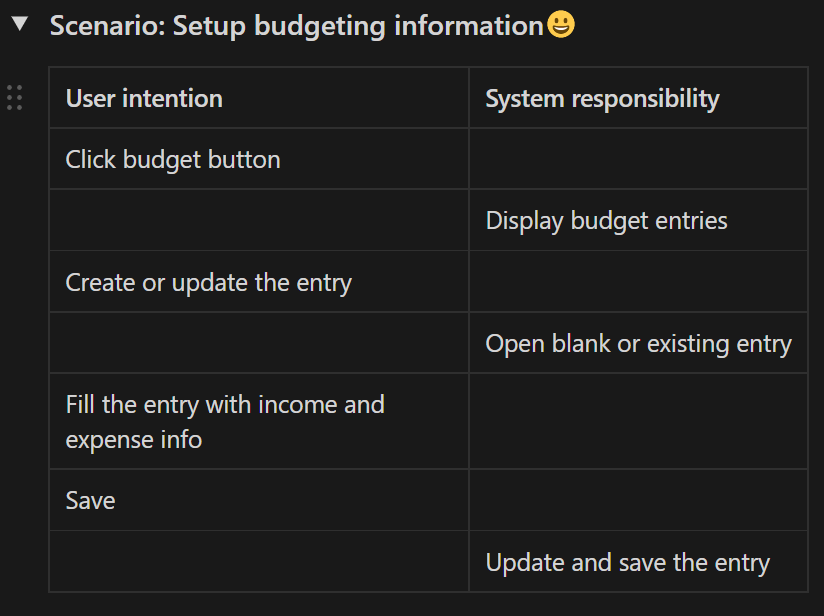 Scenario: Setup budgeting information😀
User intention
System responsibility
Click budget button
Display budget entries
Create or update the entry
Open blank or existing entry
Fill the entry with income and
expense info
Save
Update and save the entry